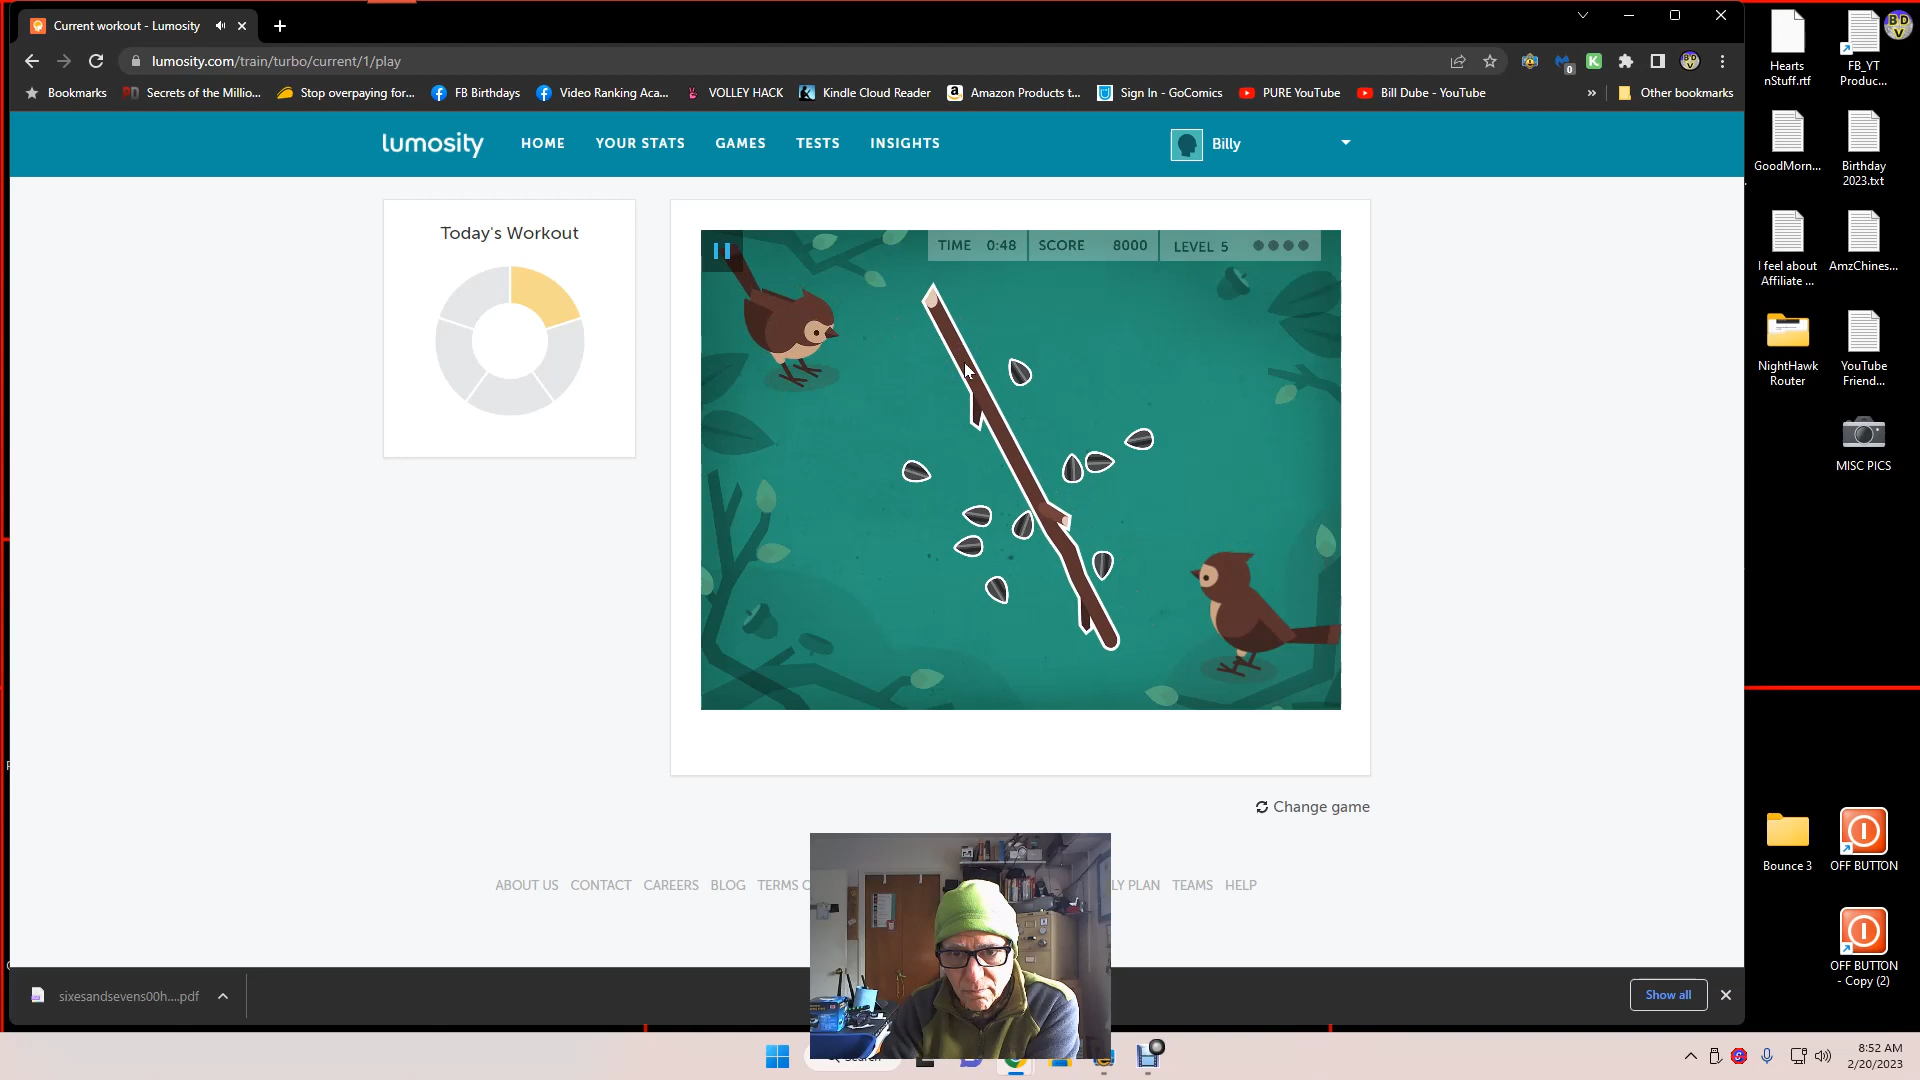 Current workout - Lumosity
lumosity.com/train/turbo/current/1/play
0
BDV
Bookmarks Secrets of the Millio... Stop overpaying for... FB Birthdays Video Ranking Aca... VOLLEY HACK Kindle Cloud Reader Amazon Products t... Sign In - GoComics PURE YouTube Bill Dube - YouTube » Other bookmarks
lumosity HOME YOUR STATS GAMES TESTS INSIGHTS Billy
Today's Workout
TIME 0:48 SCORE 8000 LEVEL 5
Change game
ABOUT US CONTACT CAREERS BLOG TERMS O LY PLAN TEAMS HELP
sixesandsevens00h....pdf
Show all
Hearts nStuff.rtf
FB_YT Produc...
GoodMorn...
Birthday 2023.txt
I feel about Affiliate ...
AmzChines...
NightHawk Router
YouTube Friend...
MISC PICS
Bounce 3
OFF BUTTON
OFF BUTTON - Copy (2)
8:52 AM
2/20/2023